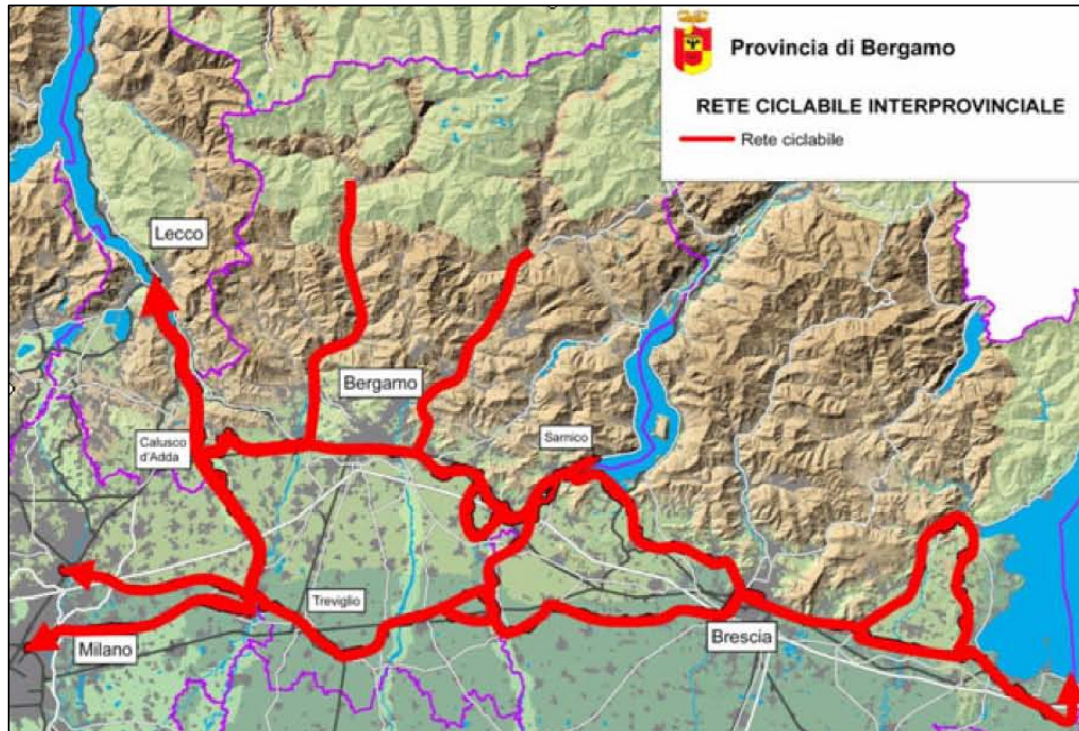 Provincia di Bergamo
RETE CICLABILE INTERPROVINCIALE
Rete ciclabile
Lecco
Bergamo
Calusco
d'Adda
Sarnico
Treviglio
Milano
Brescia